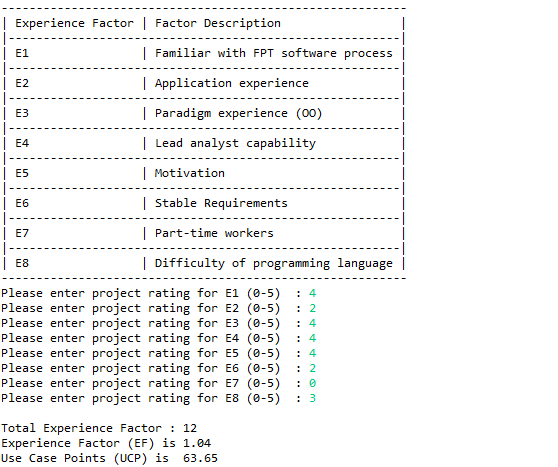 | Experience Factor | Factor Description |
| E1 | Familiar with FPT software process |
| E2 | Application experience |
| E3 | Paradigm experience (OO) |
| E4 | Lead analyst capability |
| E5 | Motivation |
| E6 | Stable Requirements |
| E7 | Part-time workers |
| E8 | Difficulty of programming language |
Please enter project rating for E1 (0-5)  : 4
Please enter project rating for E2 (0-5)  : 2
Please enter project rating for E3 (0-5)  : 4
Please enter project rating for E4 (0-5)  : 4
Please enter project rating for E5 (0-5)  : 4
Please enter project rating for E6 (0-5)  : 2
Please enter project rating for E7 (0-5)  : 0
Please enter project rating for E8 (0-5)  : 3
Total Experience Factor : 12
Experience Factor (EF) is 1.04
Use Case Points (UCP) is  63.65